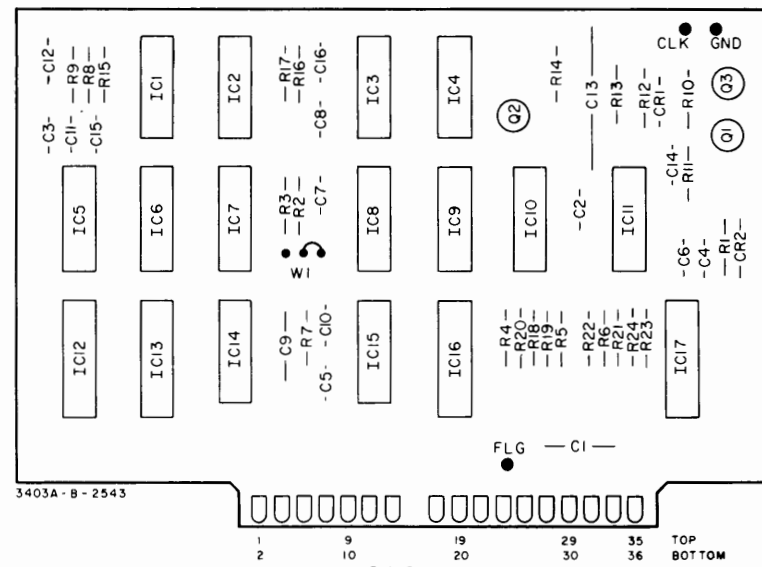 CLK GND
-C12-
R9
R8
R15
IC1
IC2
R17
R16
-C16-
IC3
IC4
R14
C13
R13
R12
-CR1-
R10
Q3
-C3-
-C11-
-C15-
-C8-
Q2
Q1
-C14-
R11
IC5
IC6
IC7
R3
R2
-C7-
IC8
IC9
IC10
-C2-
IC11
W1
-C6-
-C4-
R1
CR2
IC12
IC13
IC14
C9
R7
-C10-
-C5-
IC15
IC16
R4
R20
R18
R19
R5
R22
R6
R21
R24
R23
IC17
FLG
C1
3403A-B-2543
1 9 19 29 35 TOP
2 10 20 30 36 BOTTOM